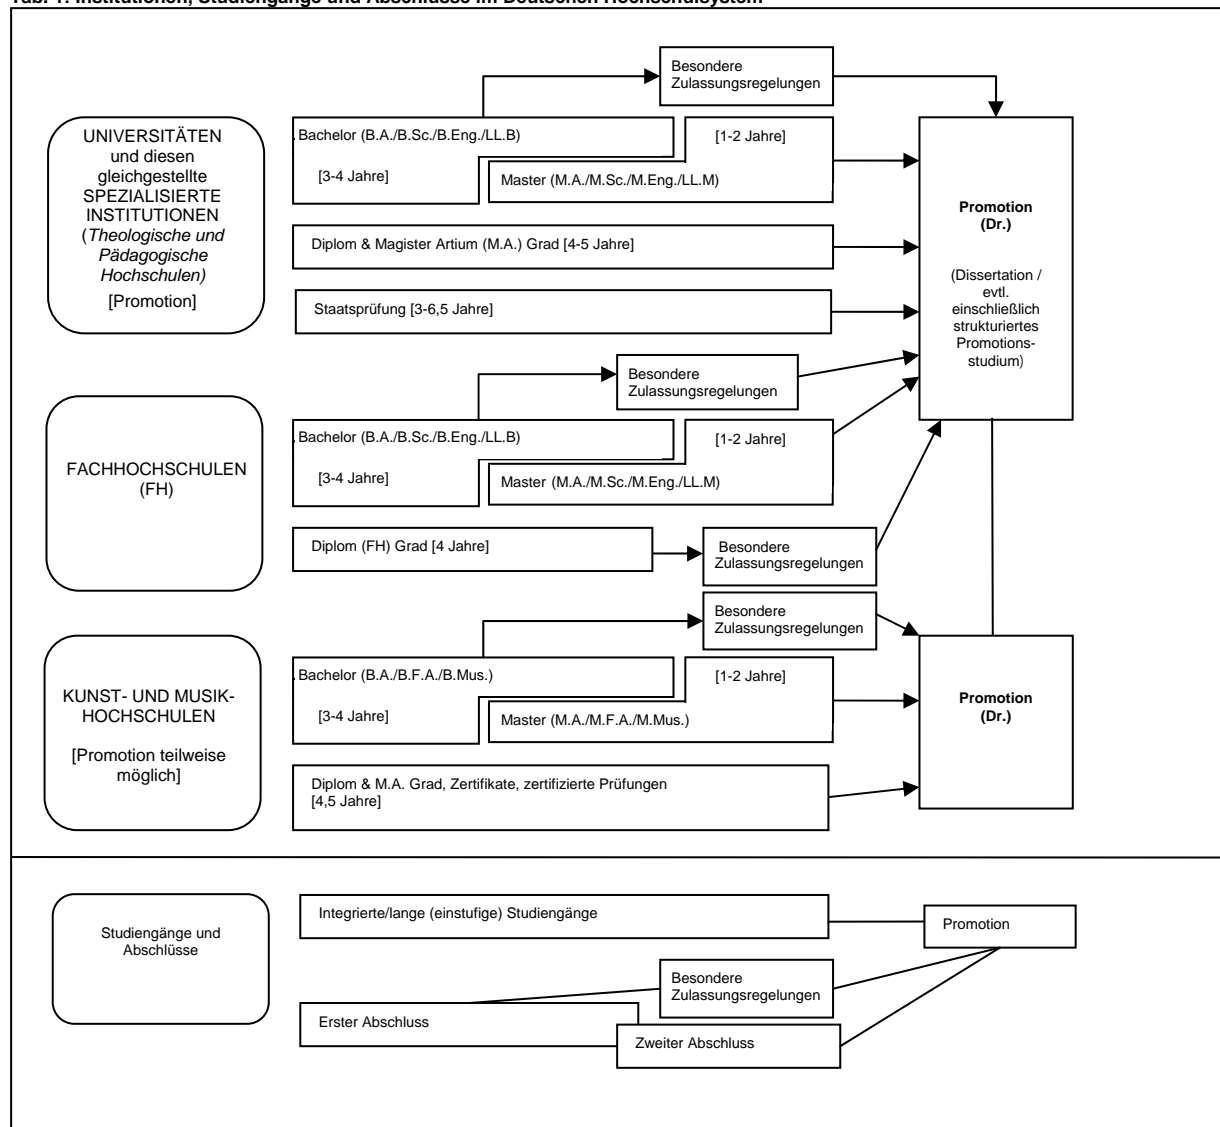 Tab. 1: Institutionen, Studiengänge und Abschlüsse im Deutschen Hochschulsystem
Besondere
Zulassungsregelungen
UNIVERSITÄTEN
und diesen
gleichgestellte
SPEZIALISIERTE
INSTITUTIONEN
(Theologische und
Pädagogische
Hochschulen)
[Promotion]
Bachelor (B.A./B.Sc./B.Eng./LL.B)
[3-4 Jahre]
[1-2 Jahre]
Master (M.A./M.Sc./M.Eng./LL.M)
Diplom & Magister Artium (M.A.) Grad [4-5 Jahre]
Staatsprüfung [3-6,5 Jahre]
Promotion
(Dr.)
(Dissertation /
evtl.
einschließlich
strukturiertes
Promotions-
studium)
Besondere
Zulassungsregelungen
FACHHOCHSCHULEN
(FH)
Bachelor (B.A./B.Sc./B.Eng./LL.B)
[3-4 Jahre]
[1-2 Jahre]
Master (M.A./M.Sc./M.Eng./LL.M)
Diplom (FH) Grad [4 Jahre]
Besondere
Zulassungsregelungen
Besondere
Zulassungsregelungen
KUNST- UND MUSIK-
HOCHSCHULEN
[Promotion teilweise
möglich]
Bachelor (B.A./B.F.A./B.Mus.)
[3-4 Jahre]
[1-2 Jahre]
Master (M.A./M.F.A./M.Mus.)
Diplom & M.A. Grad, Zertifikate, zertifizierte Prüfungen
[4,5 Jahre]
Promotion
(Dr.)
Studiengänge und
Abschlüsse
Integrierte/lange (einstufige) Studiengänge
Promotion
Besondere
Zulassungsregelungen
Erster Abschluss
Zweiter Abschluss